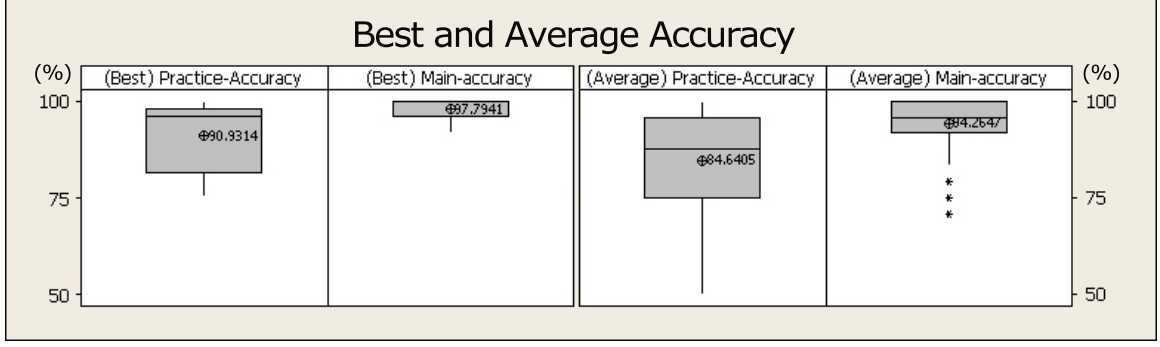 Best and Average Accuracy
(%) (Best) Practice-Accuracy (Best) Main-accuracy (Average) Practice-Accuracy (Average) Main-accuracy (%)
100 97.7941 94.2647 100
90.9314 84.6405
75 75
50 50